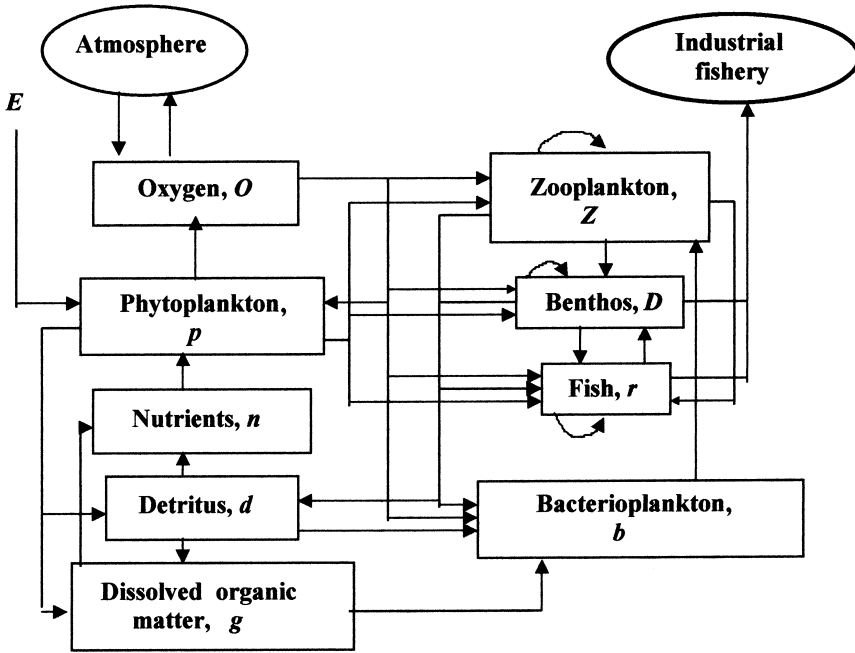 Atmosphere
Industrial
fishery
E
Oxygen, O
Zooplankton,
Z
Phytoplankton,
p
Benthos, D
Fish, r
Nutrients, n
Detritus, d
Bacterioplankton,
b
Dissolved organic
matter, g